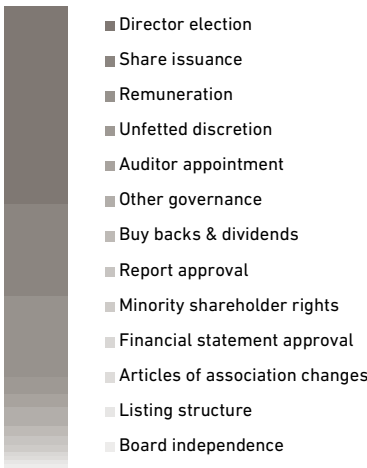 Director election
Share issuance
Remuneration
Unfetted discretion
Auditor appointment
Other governance
Buy backs & dividends
Report approval
Minority shareholder rights
Financial statement approval
Articles of association changes
Listing structure
Board independence